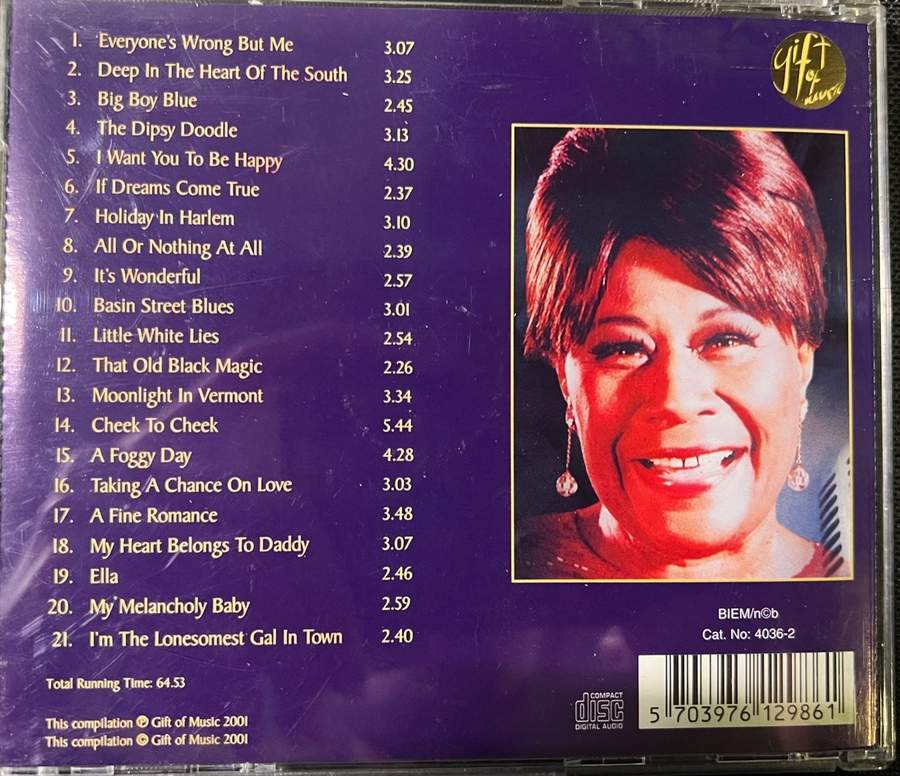 1. Everyone's Wrong But Me 3.07
2. Deep In The Heart Of The South 3.25
3. Big Boy Blue 2.45
4. The Dipsy Doodle 3.13
5. I Want You To Be Happy 4.30
6. If Dreams Come True 2.37
7. Holiday In Harlem 3.10
8. All Or Nothing At All 2.39
9. It's Wonderful 2.57
10. Basin Street Blues 3.01
11. Little White Lies 2.54
12. That Old Black Magic 2.26
13. Moonlight In Vermont 3.34
14. Cheek To Cheek 5.44
15. A Foggy Day 4.28
16. Taking A Chance On Love 3.03
17. A Fine Romance 3.48
18. My Heart Belongs To Daddy 3.07
19. Ella 2.46
20. My Melancholy Baby 2.59
21. I'm The Lonesomest Gal In Town 2.40
Total Running Time: 64.53
This compilation ℗ Gift of Music 2001
This compilation © Gift of Music 2001
gift
of
music
BIEM/n©b
Cat. No: 4036-2
COMPACT
disc
DIGITAL AUDIO
5 703976 129861